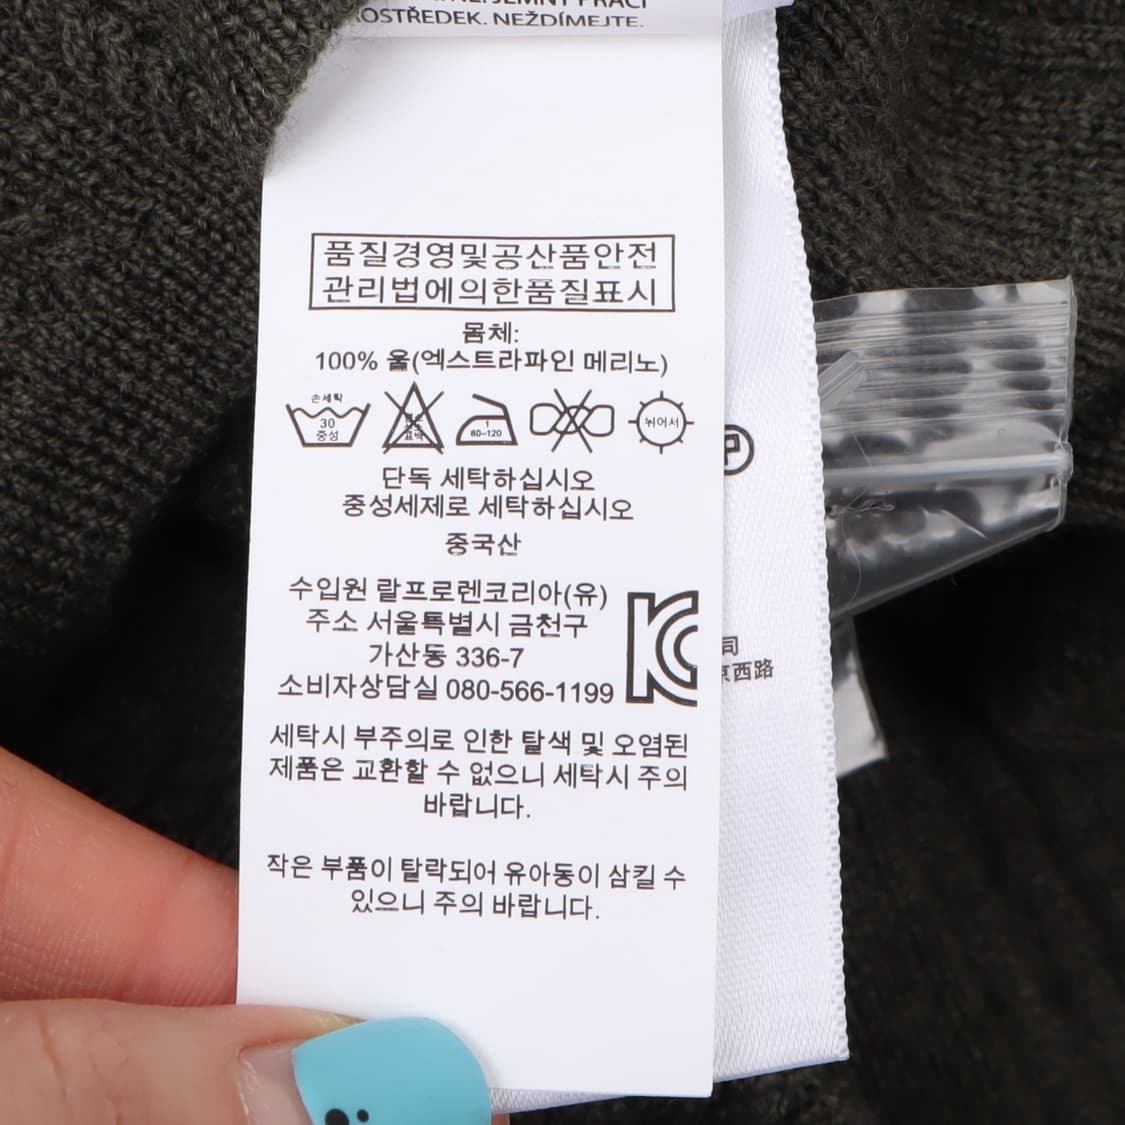 OSTŘEDEK. NEŽDÍMEJTE.
품질경영및공산품안전
관리법에의한품질표시
몸체:
100% 울(엑스트라파인 메리노)
손세탁
30
중성
1
80~120
뉘어서
단독 세탁하십시오
중성세제로 세탁하십시오
중국산
수입원 랄프로렌코리아(유)
주소 서울특별시 금천구
가산동 336-7
소비자상담실 080-566-1199
KC
세탁시 부주의로 인한 탈색 및 오염된
제품은 교환할 수 없으니 세탁시 주의
바랍니다.
작은 부품이 탈락되어 유아동이 삼킬 수
있으니 주의 바랍니다.
P
司
京西路